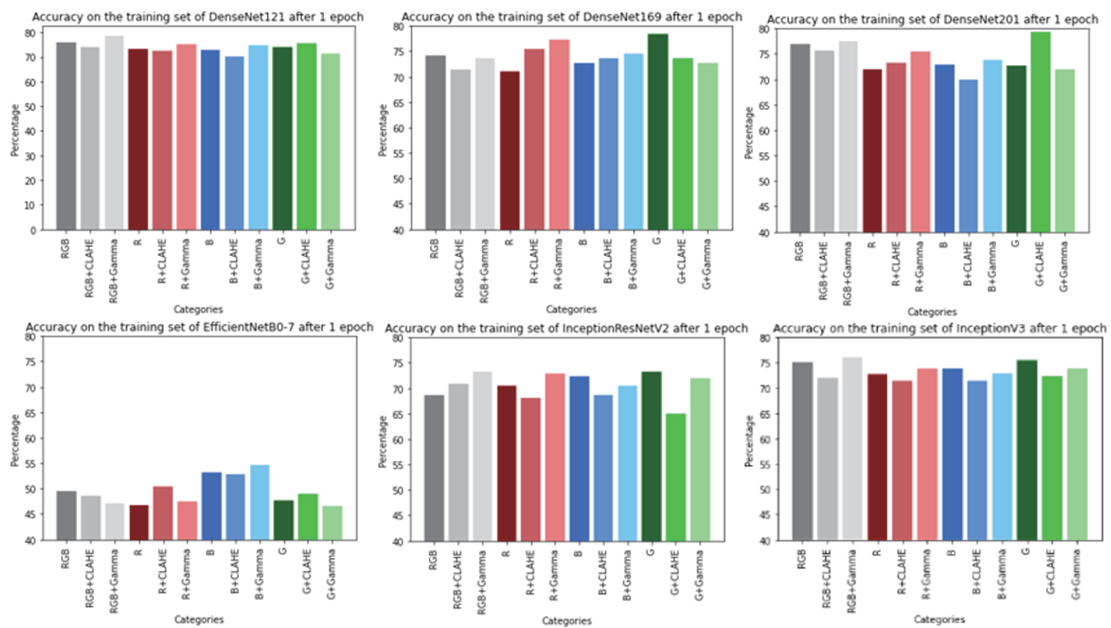 Accuracy on the training set of DenseNet121 after 1 epoch
Percentage
80
70
60
50
40
30
20
10
0
RGB
RGB+CLAHE
RGB+Gamma
R
R+CLAHE
R+Gamma
B
B+CLAHE
B+Gamma
G
G+CLAHE
G+Gamma
Categories
Accuracy on the training set of DenseNet169 after 1 epoch
Percentage
80
75
70
65
60
55
50
45
40
RGB
RGB+CLAHE
RGB+Gamma
R
R+CLAHE
R+Gamma
B
B+CLAHE
B+Gamma
G
G+CLAHE
G+Gamma
Categories
Accuracy on the training set of DenseNet201 after 1 epoch
Percentage
80
75
70
65
60
55
50
45
40
RGB
RGB+CLAHE
RGB+Gamma
R
R+CLAHE
R+Gamma
B
B+CLAHE
B+Gamma
G
G+CLAHE
G+Gamma
Categories
Accuracy on the training set of EfficientNetB0-7 after 1 epoch
Percentage
80
75
70
65
60
55
50
45
40
RGB
RGB+CLAHE
RGB+Gamma
R
R+CLAHE
R+Gamma
B
B+CLAHE
B+Gamma
G
G+CLAHE
G+Gamma
Categories
Accuracy on the training set of InceptionResNetV2 after 1 epoch
Percentage
80
75
70
65
60
55
50
45
40
RGB
RGB+CLAHE
RGB+Gamma
R
R+CLAHE
R+Gamma
B
B+CLAHE
B+Gamma
G
G+CLAHE
G+Gamma
Categories
Accuracy on the training set of InceptionV3 after 1 epoch
Percentage
80
75
70
65
60
55
50
45
40
RGB
RGB+CLAHE
RGB+Gamma
R
R+CLAHE
R+Gamma
B
B+CLAHE
B+Gamma
G
G+CLAHE
G+Gamma
Categories